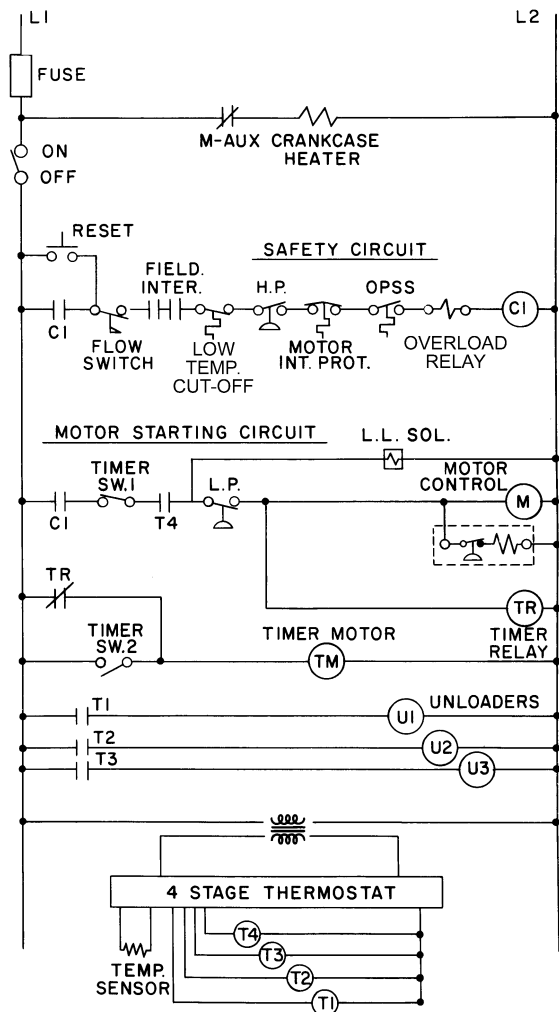 L1
L2
FUSE
M-AUX CRANKCASE
HEATER
ON
OFF
RESET
SAFETY CIRCUIT
FIELD.
INTER.
H.P.
OPSS
C1
C1
FLOW
SWITCH
LOW
TEMP.
CUT-OFF
MOTOR
INT. PROT.
OVERLOAD
RELAY
MOTOR STARTING CIRCUIT
L.L. SOL.
TIMER
SW.1
L.P.
MOTOR
CONTROL
M
C1
T4
TR
TR
TIMER
RELAY
TIMER
SW.2
TIMER MOTOR
TM
T1
UNLOADERS
U1
T2
U2
T3
U3
4 STAGE THERMOSTAT
T4
T3
T2
T1
TEMP.
SENSOR